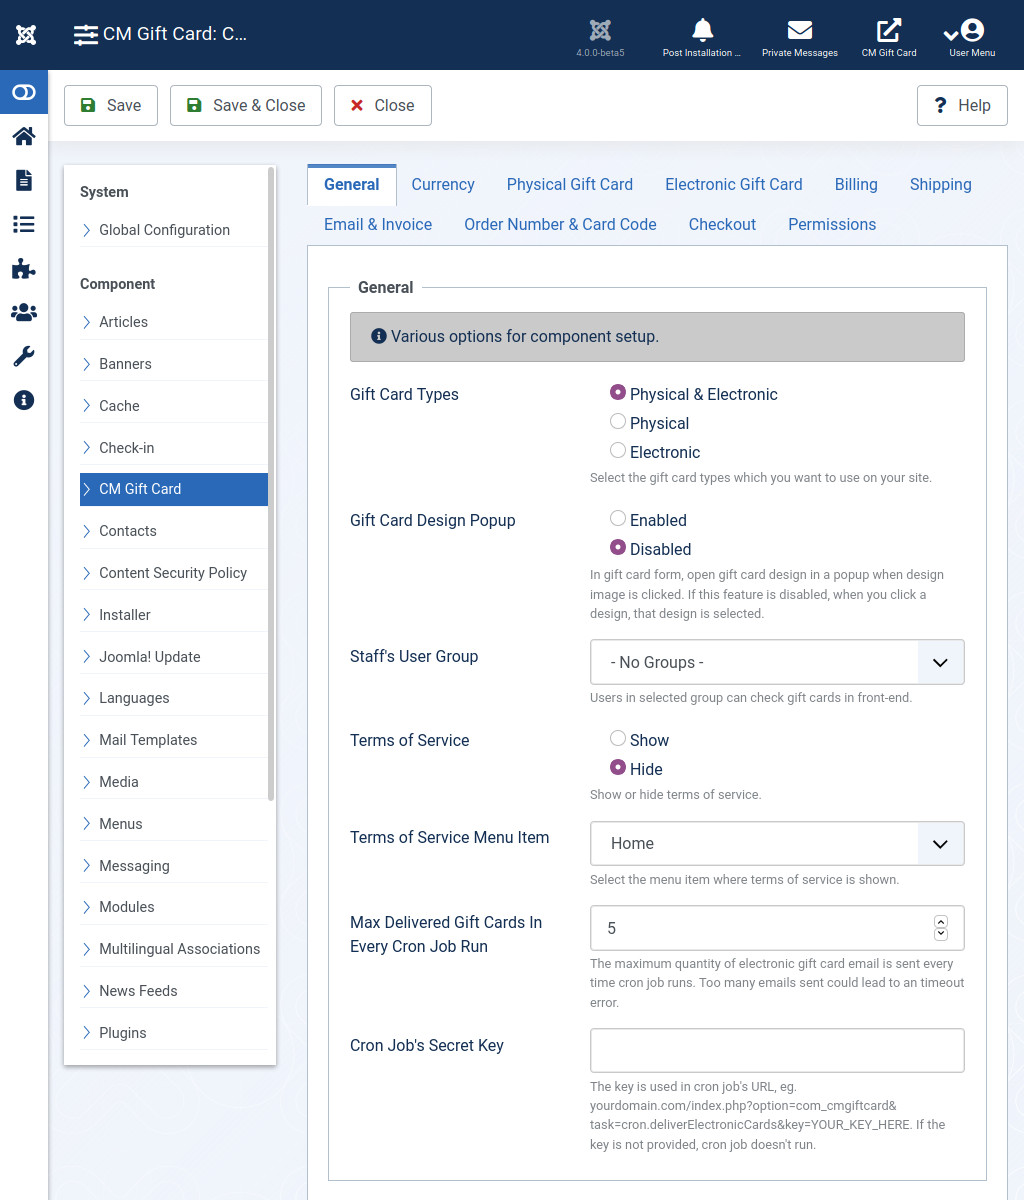 CM Gift Card: C...
4.0.0-beta5
Post Installation ...
Private Messages
CM Gift Card
User Menu
Save
Save & Close
Close
Help
System
Global Configuration
Component
Articles
Banners
Cache
Check-in
CM Gift Card
Contacts
Content Security Policy
Installer
Joomla! Update
Languages
Mail Templates
Media
Menus
Messaging
Modules
Multilingual Associations
News Feeds
Plugins
General
Currency
Physical Gift Card
Electronic Gift Card
Billing
Shipping
Email & Invoice
Order Number & Card Code
Checkout
Permissions
General
Various options for component setup.
Gift Card Types
Physical & Electronic
Physical
Electronic
Select the gift card types which you want to use on your site.
Gift Card Design Popup
Enabled
Disabled
In gift card form, open gift card design in a popup when design
image is clicked. If this feature is disabled, when you click a
design, that design is selected.
Staff's User Group
- No Groups -
Users in selected group can check gift cards in front-end.
Terms of Service
Show
Hide
Show or hide terms of service.
Terms of Service Menu Item
Home
Select the menu item where terms of service is shown.
Max Delivered Gift Cards In
Every Cron Job Run
5
The maximum quantity of electronic gift card email is sent every
time cron job runs. Too many emails sent could lead to an timeout
error.
Cron Job's Secret Key
The key is used in cron job's URL, eg.
yourdomain.com/index.php?option=com_cmgiftcard&
task=cron.deliverElectronicCards&key=YOUR_KEY_HERE. If the
key is not provided, cron job doesn't run.